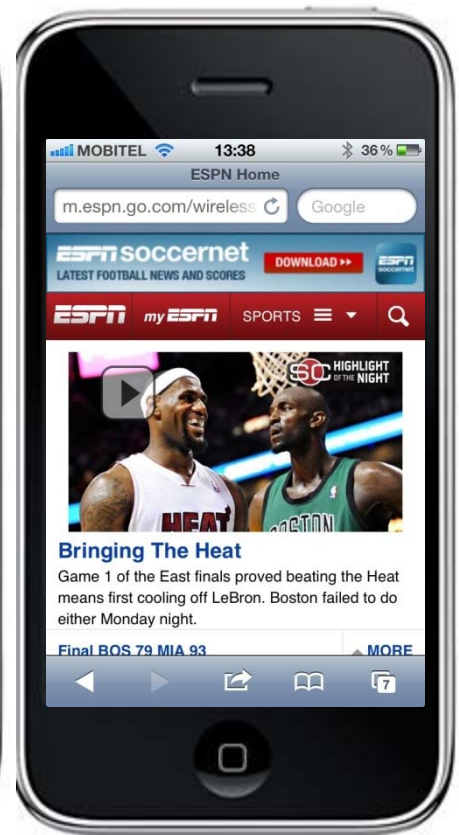 MOBITEL 13:38 36%
ESPN Home
m.espn.go.com/wireless Google
ESPN soccernet
LATEST FOOTBALL NEWS AND SCORES DOWNLOAD ESPN soccernet
ESPN my ESPN SPORTS
SC HIGHLIGHT
OF THE NIGHT
HEAT BOSTON
Bringing The Heat
Game 1 of the East finals proved beating the Heat
means first cooling off LeBron. Boston failed to do
either Monday night.
Final BOS 79 MIA 93 MORE
7